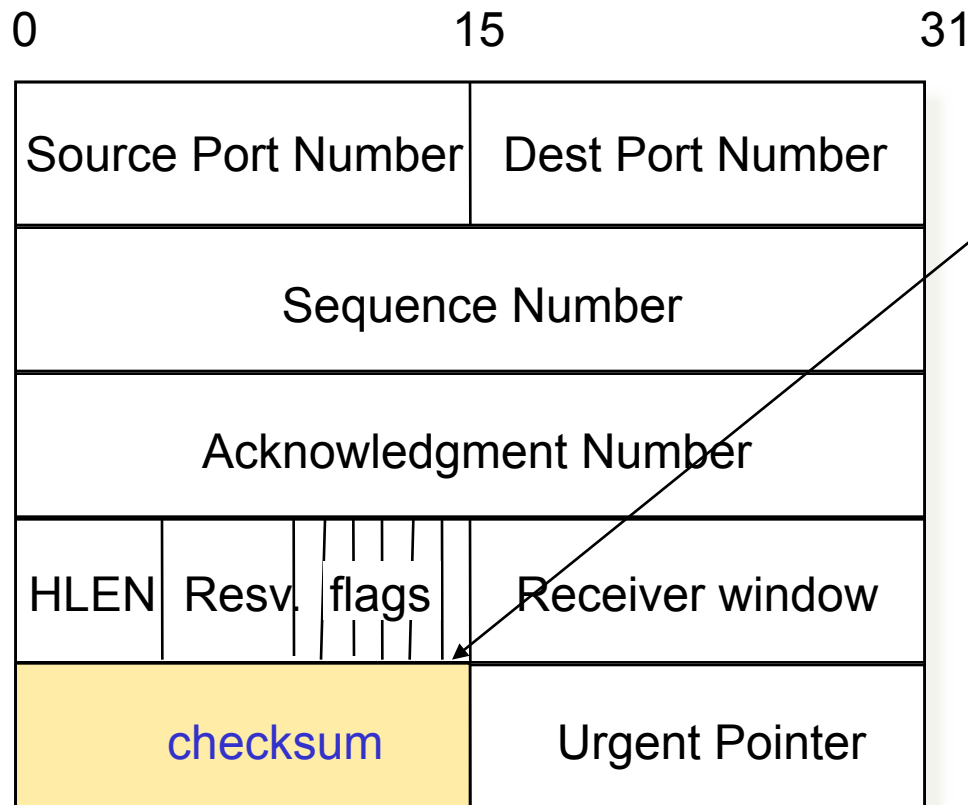 0 15 31
Source Port Number Dest Port Number
Sequence Number
Acknowledgment Number
HLEN Resv. flags Receiver window
checksum Urgent Pointer